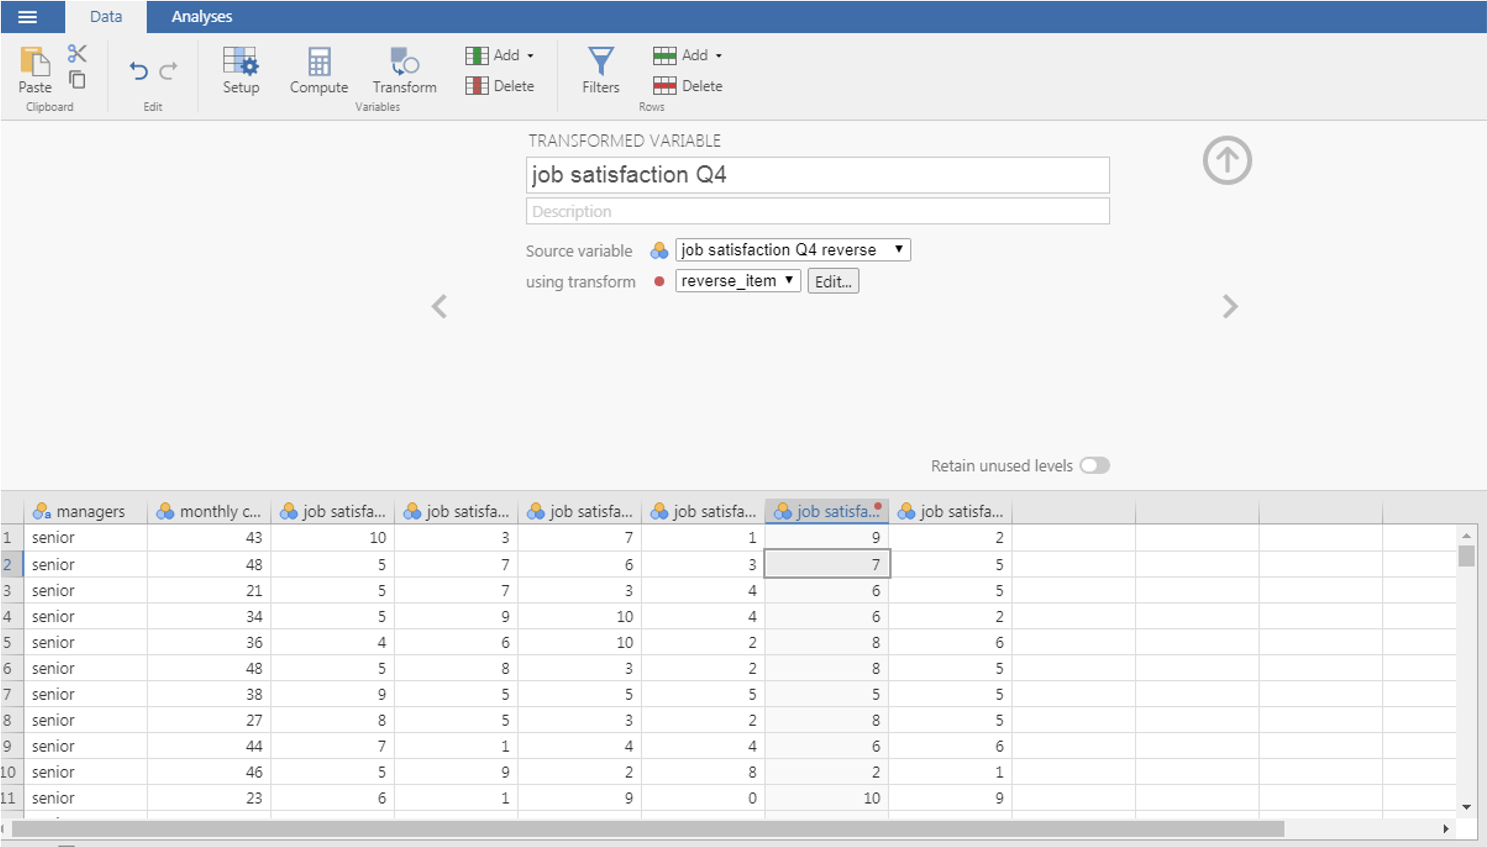 Data Analyses
Paste
Clipboard
Edit
Setup Compute Transform Add Delete
Variables
Filters Add Delete
Rows
TRANSFORMED VARIABLE
job satisfaction Q4
Description
Source variable job satisfaction Q4 reverse
using transform reverse_item Edit...
Retain unused levels
managers monthly c... job satisfa... job satisfa... job satisfa... job satisfa... job satisfa... job satisfa...
1 senior 43 10 3 7 1 9 2
2 senior 48 5 7 6 3 7 5
3 senior 21 5 7 3 4 6 5
4 senior 34 5 9 10 4 6 2
5 senior 36 4 6 10 2 8 6
6 senior 48 5 8 3 2 8 5
7 senior 38 9 5 5 5 5 5
8 senior 27 8 5 3 2 8 5
9 senior 44 7 1 4 4 6 6
10 senior 46 5 9 2 8 2 1
11 senior 23 6 1 9 0 10 9